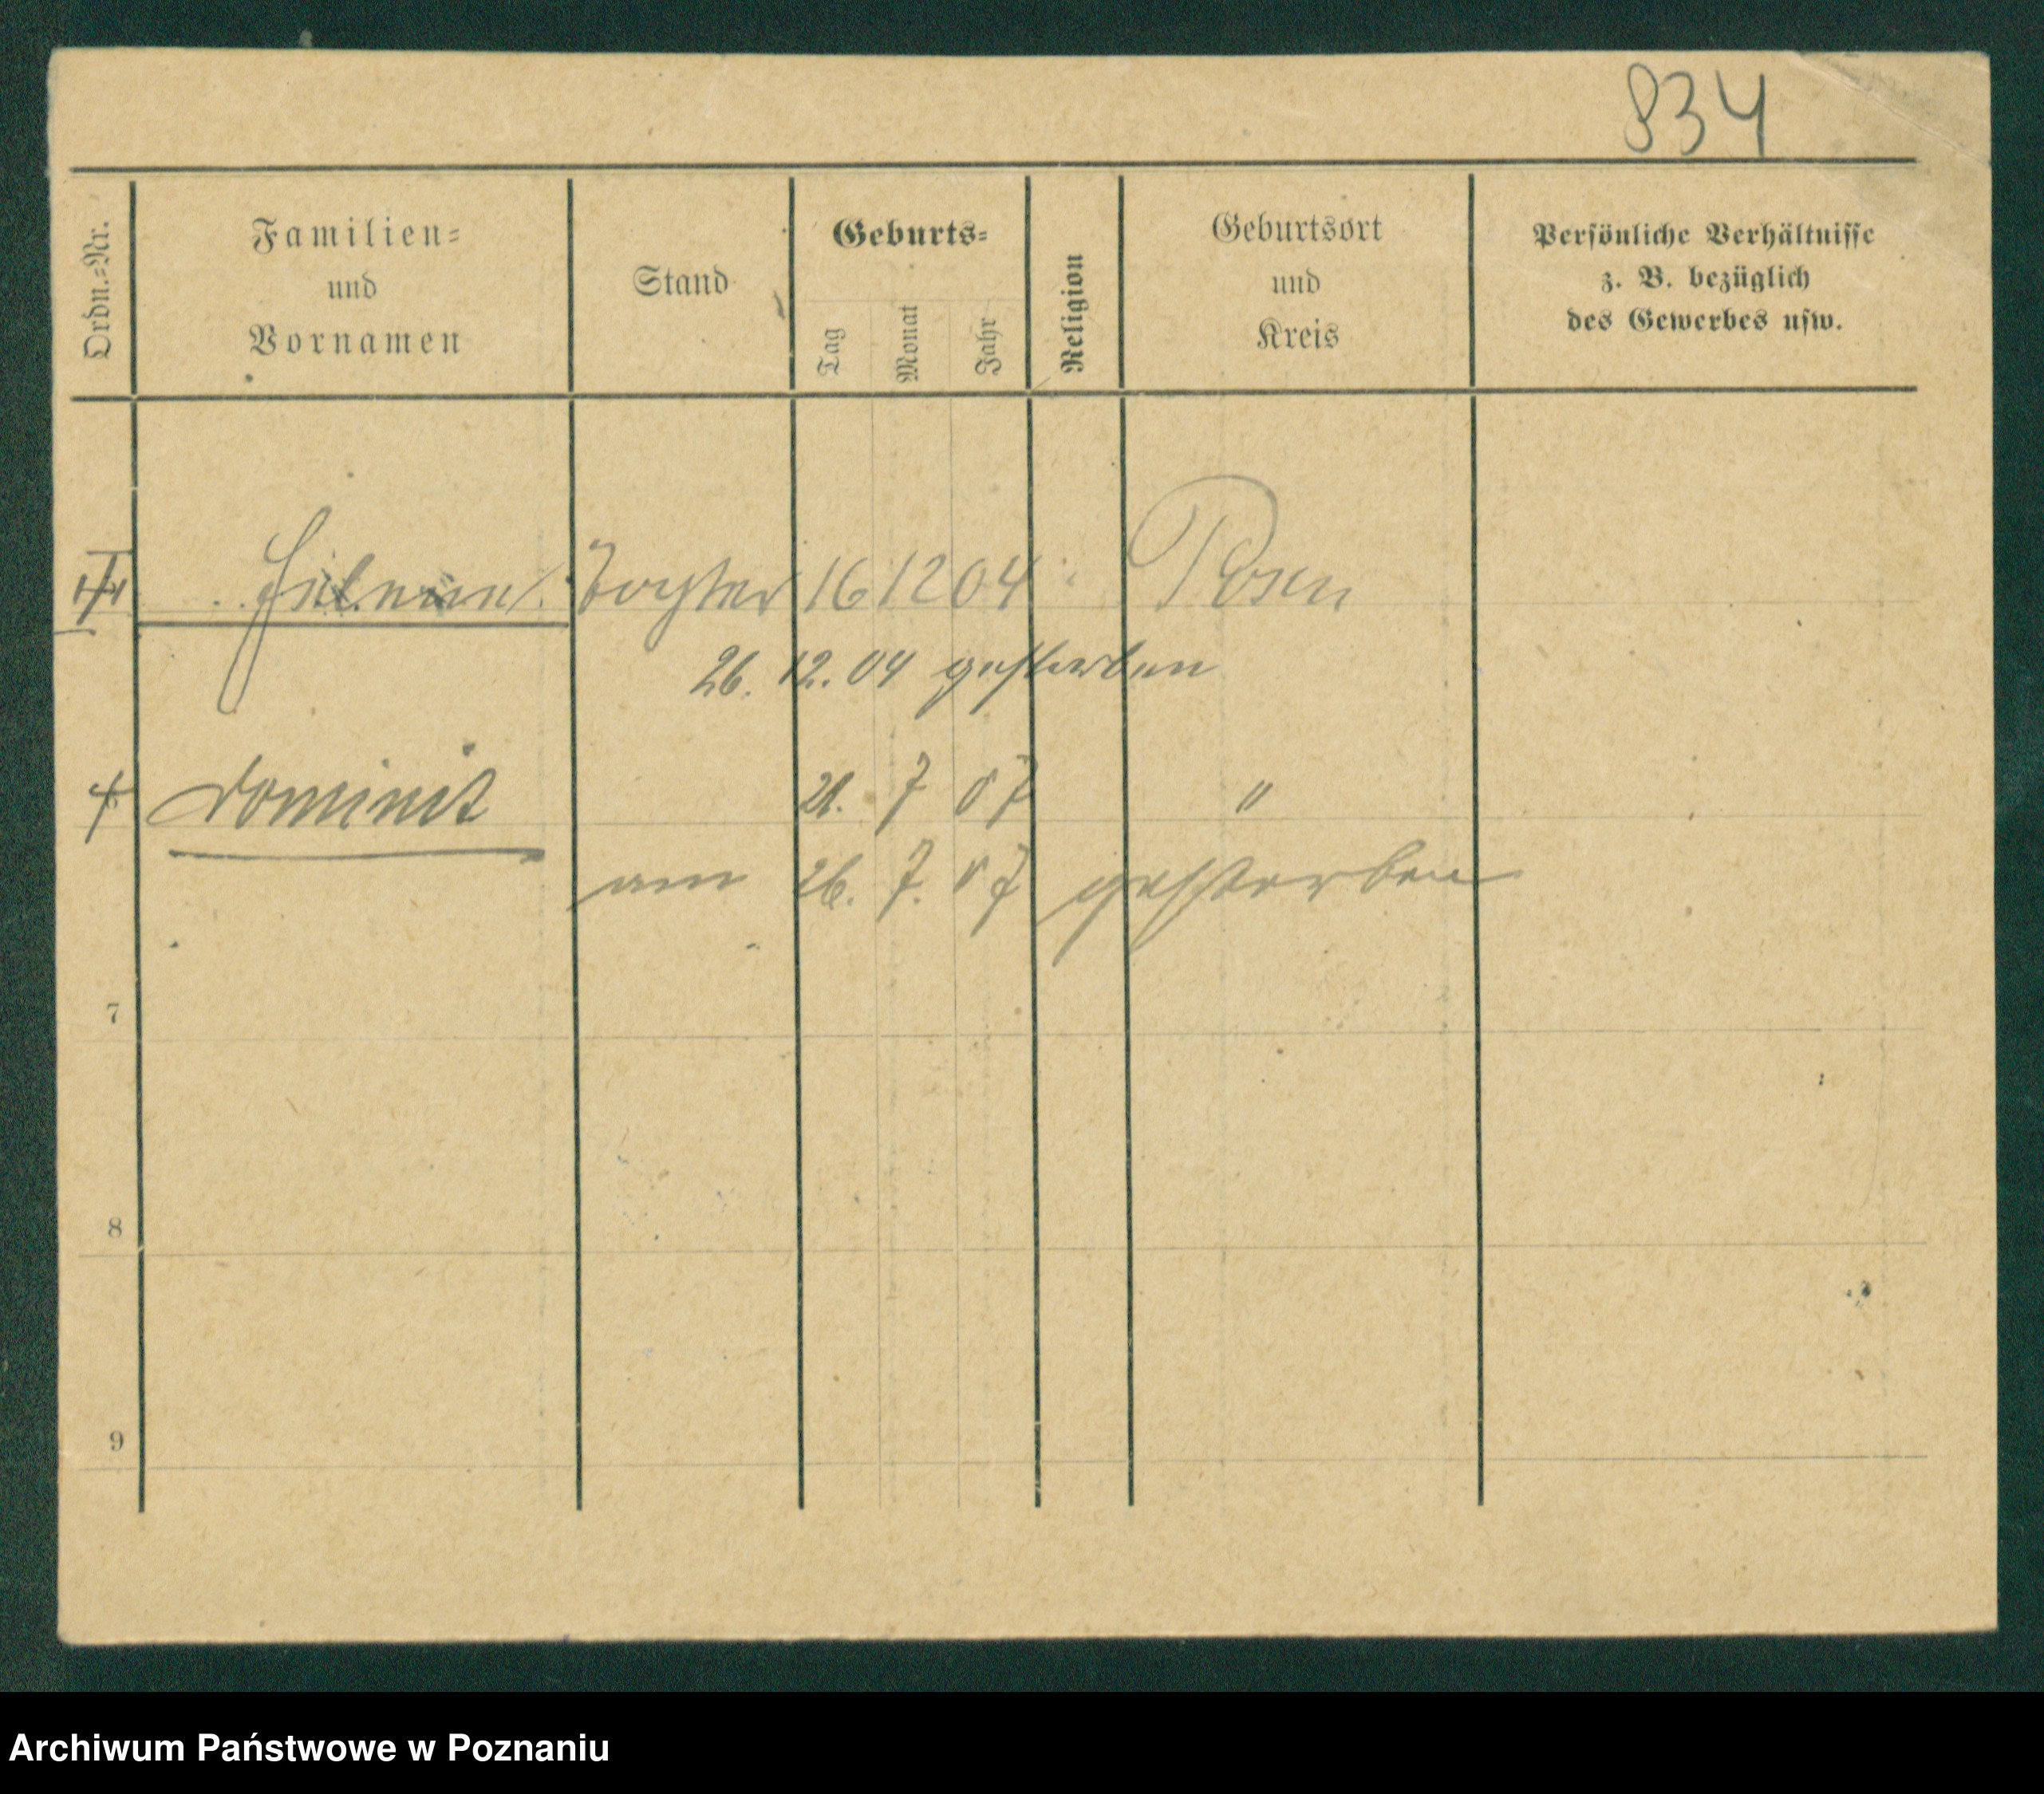 834
Ordn.=Nr.
Familien=
und
Vornamen
Stand
Geburts=
Tag
Monat
Jahr
Religion
Geburtsort
und
Kreis
Persönliche Verhältnisse
z. B. bezüglich
des Gewerbes usw.
Tochter 16 12 04 Posen
26. 12. 04 gestorben
Dominik 21. 7 07 "
am 26. 7. 07 gestorben
7
8
9
Archiwum Państwowe w Poznaniu